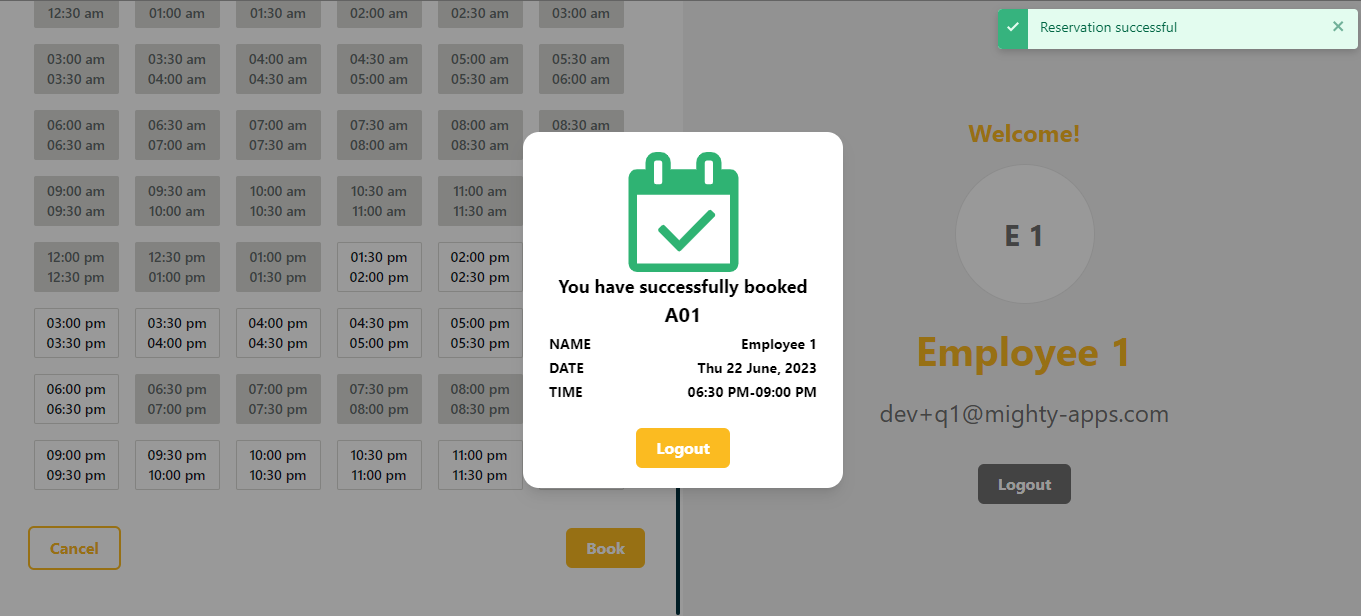 12:30 am 01:00 am 01:30 am 02:00 am 02:30 am 03:00 am
03:00 am 03:30 am 04:00 am 04:30 am 05:00 am 05:30 am
03:30 am 04:00 am 04:30 am 05:00 am 05:30 am 06:00 am
06:00 am 06:30 am 07:00 am 07:30 am 08:00 am 08:30 am
06:30 am 07:00 am 07:30 am 08:00 am 08:30 am
09:00 am 09:30 am 10:00 am 10:30 am 11:00 am
09:30 am 10:00 am 10:30 am 11:00 am 11:30 am
12:00 pm 12:30 pm 01:00 pm 01:30 pm 02:00 pm
12:30 pm 01:00 pm 01:30 pm 02:00 pm 02:30 pm
03:00 pm 03:30 pm 04:00 pm 04:30 pm 05:00 pm
03:30 pm 04:00 pm 04:30 pm 05:00 pm 05:30 pm
06:00 pm 06:30 pm 07:00 pm 07:30 pm 08:00 pm
06:30 pm 07:00 pm 07:30 pm 08:00 pm 08:30 pm
09:00 pm 09:30 pm 10:00 pm 10:30 pm 11:00 pm
09:30 pm 10:00 pm 10:30 pm 11:00 pm 11:30 pm
Cancel
Book
You have successfully booked
A01
NAME Employee 1
DATE Thu 22 June, 2023
TIME 06:30 PM-09:00 PM
Logout
Reservation successful
Welcome!
E 1
Employee 1
dev+q1@mighty-apps.com
Logout